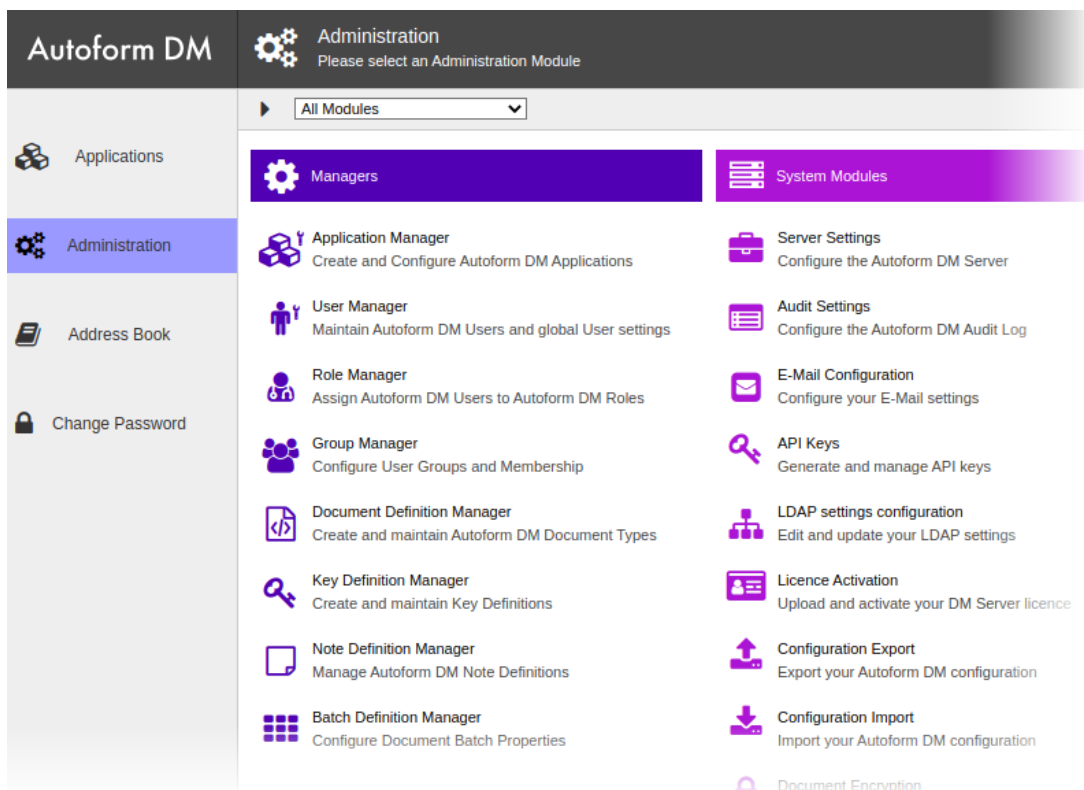 Autoform DM
Administration
Please select an Administration Module
All Modules
Applications
Administration
Address Book
Change Password
Managers
Application Manager
Create and Configure Autoform DM Applications
User Manager
Maintain Autoform DM Users and global User settings
Role Manager
Assign Autoform DM Users to Autoform DM Roles
Group Manager
Configure User Groups and Membership
Document Definition Manager
Create and maintain Autoform DM Document Types
Key Definition Manager
Create and maintain Key Definitions
Note Definition Manager
Manage Autoform DM Note Definitions
Batch Definition Manager
Configure Document Batch Properties
System Modules
Server Settings
Configure the Autoform DM Server
Audit Settings
Configure the Autoform DM Audit Log
E-Mail Configuration
Configure your E-Mail settings
API Keys
Generate and manage API keys
LDAP settings configuration
Edit and update your LDAP settings
Licence Activation
Upload and activate your DM Server licence
Configuration Export
Export your Autoform DM configuration
Configuration Import
Import your Autoform DM configuration
Document Encryption